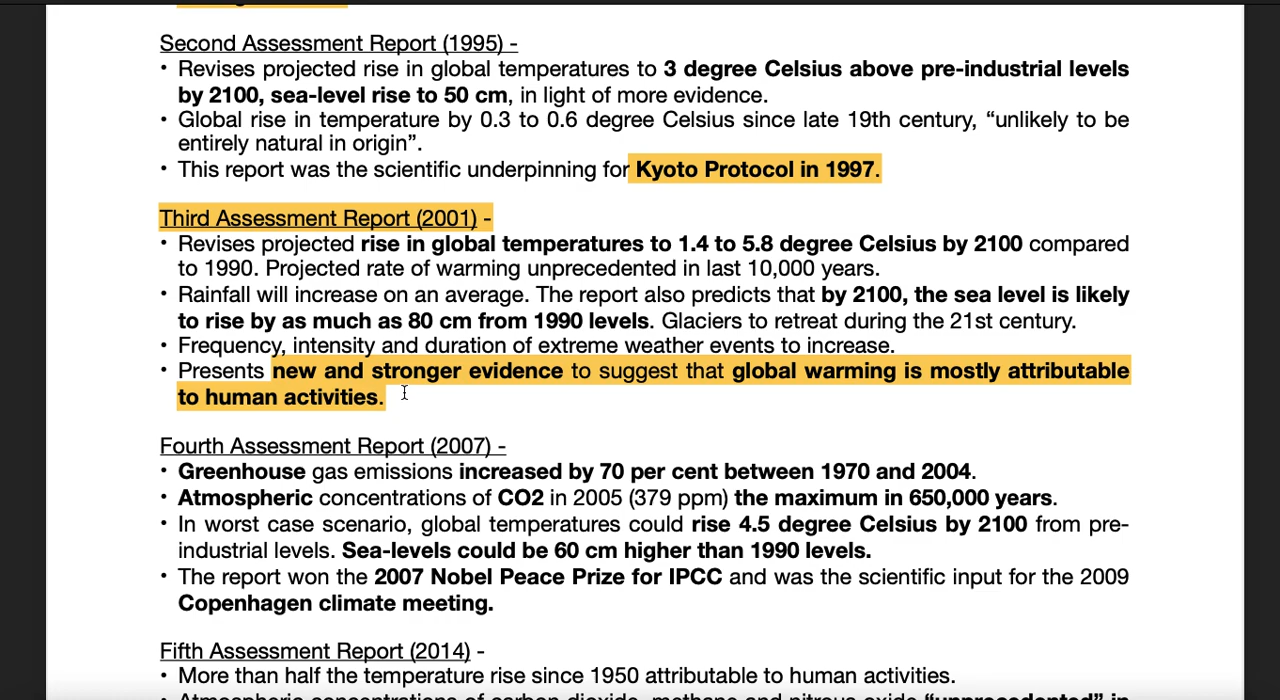 Second Assessment Report (1995) -
• Revises projected rise in global temperatures to 3 degree Celsius above pre-industrial levels
by 2100, sea-level rise to 50 cm, in light of more evidence.
• Global rise in temperature by 0.3 to 0.6 degree Celsius since late 19th century, “unlikely to be
entirely natural in origin”.
• This report was the scientific underpinning for Kyoto Protocol in 1997.
Third Assessment Report (2001) -
• Revises projected rise in global temperatures to 1.4 to 5.8 degree Celsius by 2100 compared
to 1990. Projected rate of warming unprecedented in last 10,000 years.
• Rainfall will increase on an average. The report also predicts that by 2100, the sea level is likely
to rise by as much as 80 cm from 1990 levels. Glaciers to retreat during the 21st century.
• Frequency, intensity and duration of extreme weather events to increase.
• Presents new and stronger evidence to suggest that global warming is mostly attributable
to human activities.
Fourth Assessment Report (2007) -
• Greenhouse gas emissions increased by 70 per cent between 1970 and 2004.
• Atmospheric concentrations of CO2 in 2005 (379 ppm) the maximum in 650,000 years.
• In worst case scenario, global temperatures could rise 4.5 degree Celsius by 2100 from pre-
industrial levels. Sea-levels could be 60 cm higher than 1990 levels.
• The report won the 2007 Nobel Peace Prize for IPCC and was the scientific input for the 2009
Copenhagen climate meeting.
Fifth Assessment Report (2014) -
• More than half the temperature rise since 1950 attributable to human activities.
• Atmospheric concentrations of carbon dioxide, methane and nitrous oxide “unprecedented” in